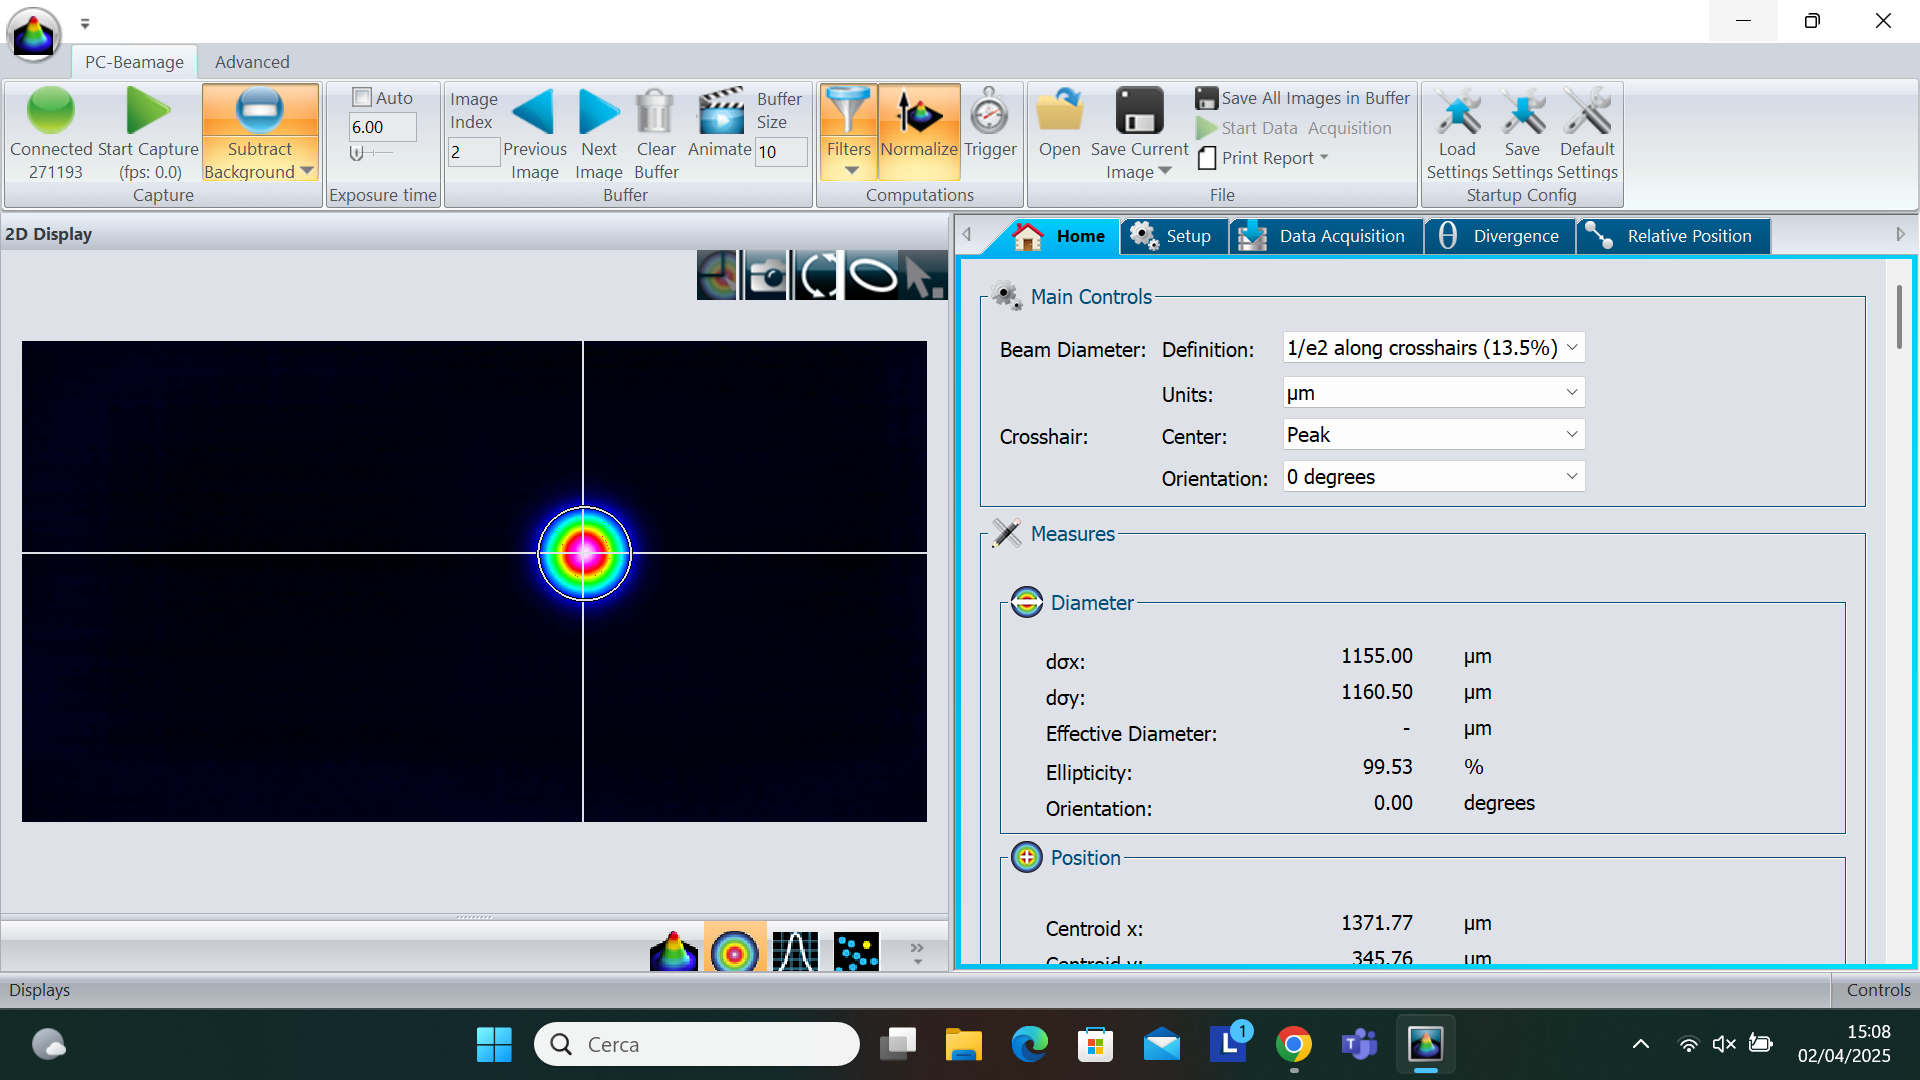 PC-Beamage
Advanced
Connected
271193
Start Capture
(fps: 0.0)
Subtract
Background
Capture
Auto
6.00
Exposure time
Image
Index
2
Previous
Image
Next
Image
Clear
Buffer
Animate
Buffer
Size
10
Buffer
Filters
Normalize
Trigger
Computations
Open
Save Current
Image
Save All Images in Buffer
Start Data Acquisition
Print Report
File
Load
Settings
Save
Settings
Default
Settings
Startup Config
2D Display
Home
Setup
θ
Data Acquisition
Divergence
Relative Position
Main Controls
Beam Diameter: Definition: 1/e2 along crosshairs (13.5%)
Units: µm
Crosshair: Center: Peak
Orientation: 0 degrees
Measures
Diameter
dσx: 1155.00 µm
dσy: 1160.50 µm
Effective Diameter: - µm
Ellipticity: 99.53 %
Orientation: 0.00 degrees
Position
Centroid x: 1371.77 µm
Centroid y: 345.76 µm
Displays
Controls
Cerca
L
1
T
15:08
02/04/2025